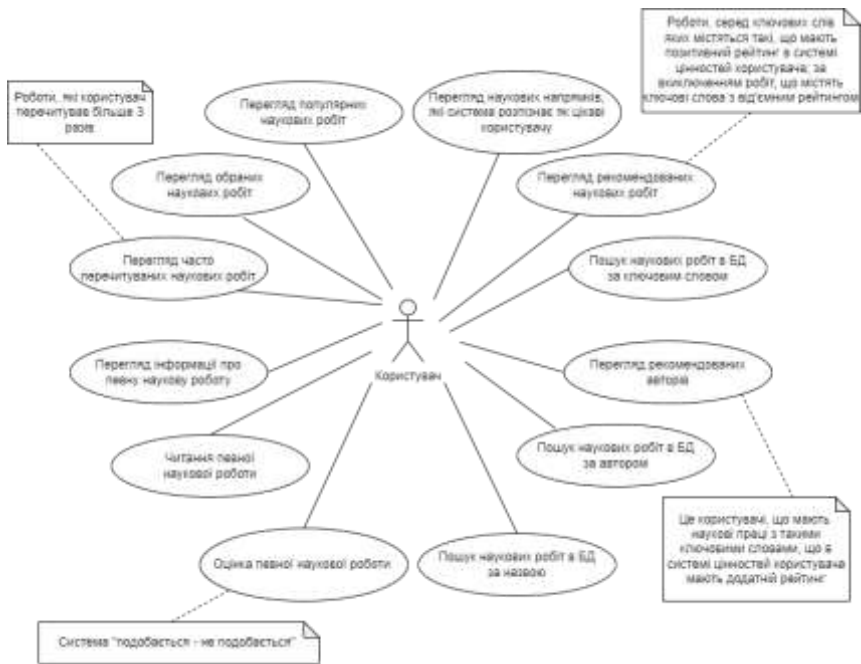 Роботи, серед ключових слів
яких містяться такі, що мають
позитивний рейтинг в системі
цінностей користувача; за
виключенням робіт, що містять
ключові слова з від'ємним рейтингом
Роботи, які користувач
перечитував більше 3
разів
Перегляд популярних
наукових робіт
Перегляд наукових напрямків,
які система розпізнає як цікаві
користувачу
Перегляд обраних
наукових робіт
Перегляд рекомендованих
наукових робіт
Перегляд часто
перечитуваних наукових робіт
Пошук наукових робіт в БД
за ключовим словом
Користувач
Перегляд інформації про
певну наукову роботу
Перегляд рекомендованих
авторів
Читання певної
наукової роботи
Пошук наукових робіт в БД
за автором
Оцінка певної наукової роботи
Пошук наукових робіт в БД
за назвою
Це користувачі, що мають
наукові праці з такими
ключовими словами, що в
системі цінностей користувача
мають додатній рейтинг
Система "подобається - не подобається"